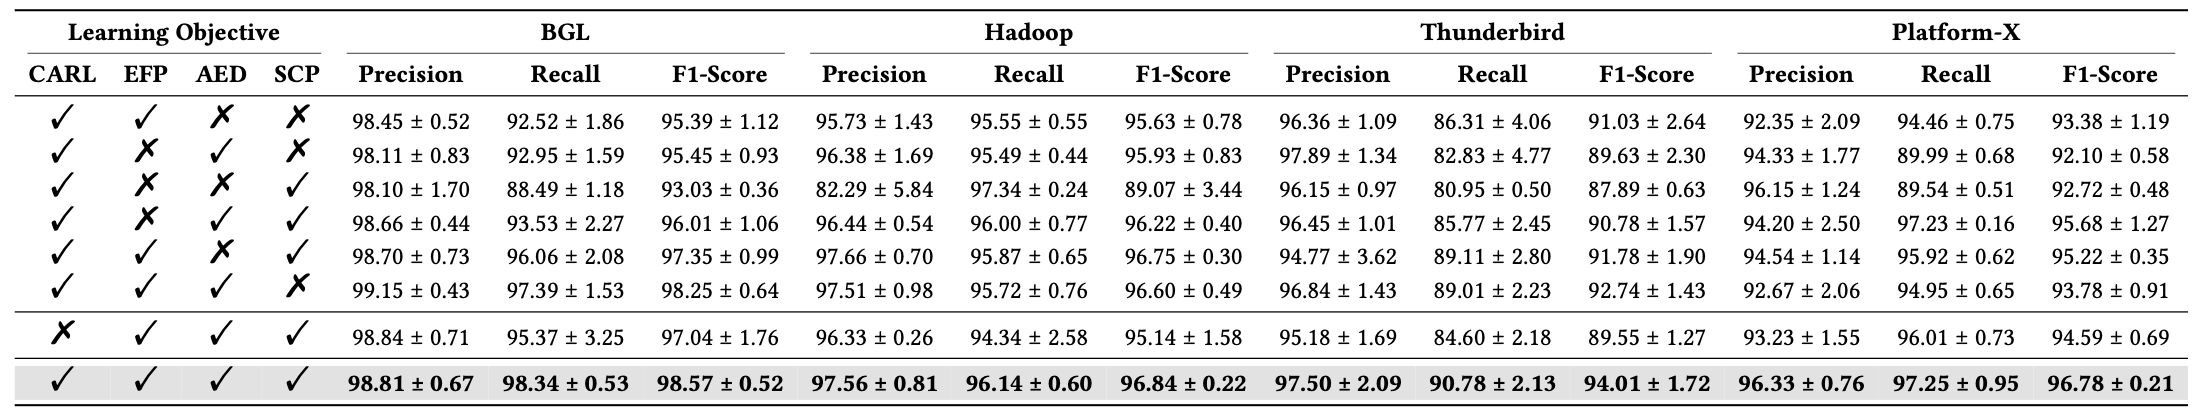 Learning Objective BGL Hadoop Thunderbird Platform-X
CARL EFP AED SCP Precision Recall F1-Score Precision Recall F1-Score Precision Recall F1-Score Precision Recall F1-Score
✓ ✓ ✗ ✗ 98.45 ± 0.52 92.52 ± 1.86 95.39 ± 1.12 95.73 ± 1.43 95.55 ± 0.55 95.63 ± 0.78 96.36 ± 1.09 86.31 ± 4.06 91.03 ± 2.64 92.35 ± 2.09 94.46 ± 0.75 93.38 ± 1.19
✓ ✗ ✓ ✗ 98.11 ± 0.83 92.95 ± 1.59 95.45 ± 0.93 96.38 ± 1.69 95.49 ± 0.44 95.93 ± 0.83 97.89 ± 1.34 82.83 ± 4.77 89.63 ± 2.30 94.33 ± 1.77 89.99 ± 0.68 92.10 ± 0.58
✓ ✗ ✗ ✓ 98.10 ± 1.70 88.49 ± 1.18 93.03 ± 0.36 82.29 ± 5.84 97.34 ± 0.24 89.07 ± 3.44 96.15 ± 0.97 80.95 ± 0.50 87.89 ± 0.63 96.15 ± 1.24 89.54 ± 0.51 92.72 ± 0.48
✓ ✗ ✓ ✓ 98.66 ± 0.44 93.53 ± 2.27 96.01 ± 1.06 96.44 ± 0.54 96.00 ± 0.77 96.22 ± 0.40 96.45 ± 1.01 85.77 ± 2.45 90.78 ± 1.57 94.20 ± 2.50 97.23 ± 0.16 95.68 ± 1.27
✓ ✓ ✗ ✓ 98.70 ± 0.73 96.06 ± 2.08 97.35 ± 0.99 97.66 ± 0.70 95.87 ± 0.65 96.75 ± 0.30 94.77 ± 3.62 89.11 ± 2.80 91.78 ± 1.90 94.54 ± 1.14 95.92 ± 0.62 95.22 ± 0.35
✓ ✓ ✓ ✗ 99.15 ± 0.43 97.39 ± 1.53 98.25 ± 0.64 97.51 ± 0.98 95.72 ± 0.76 96.60 ± 0.49 96.84 ± 1.43 89.01 ± 2.23 92.74 ± 1.43 92.67 ± 2.06 94.95 ± 0.65 93.78 ± 0.91
✗ ✓ ✓ ✓ 98.84 ± 0.71 95.37 ± 3.25 97.04 ± 1.76 96.33 ± 0.26 94.34 ± 2.58 95.14 ± 1.58 95.18 ± 1.69 84.60 ± 2.18 89.55 ± 1.27 93.23 ± 1.55 96.01 ± 0.73 94.59 ± 0.69
✓ ✓ ✓ ✓ 98.81 ± 0.67 98.34 ± 0.53 98.57 ± 0.52 97.56 ± 0.81 96.14 ± 0.60 96.84 ± 0.22 97.50 ± 2.09 90.78 ± 2.13 94.01 ± 1.72 96.33 ± 0.76 97.25 ± 0.95 96.78 ± 0.21